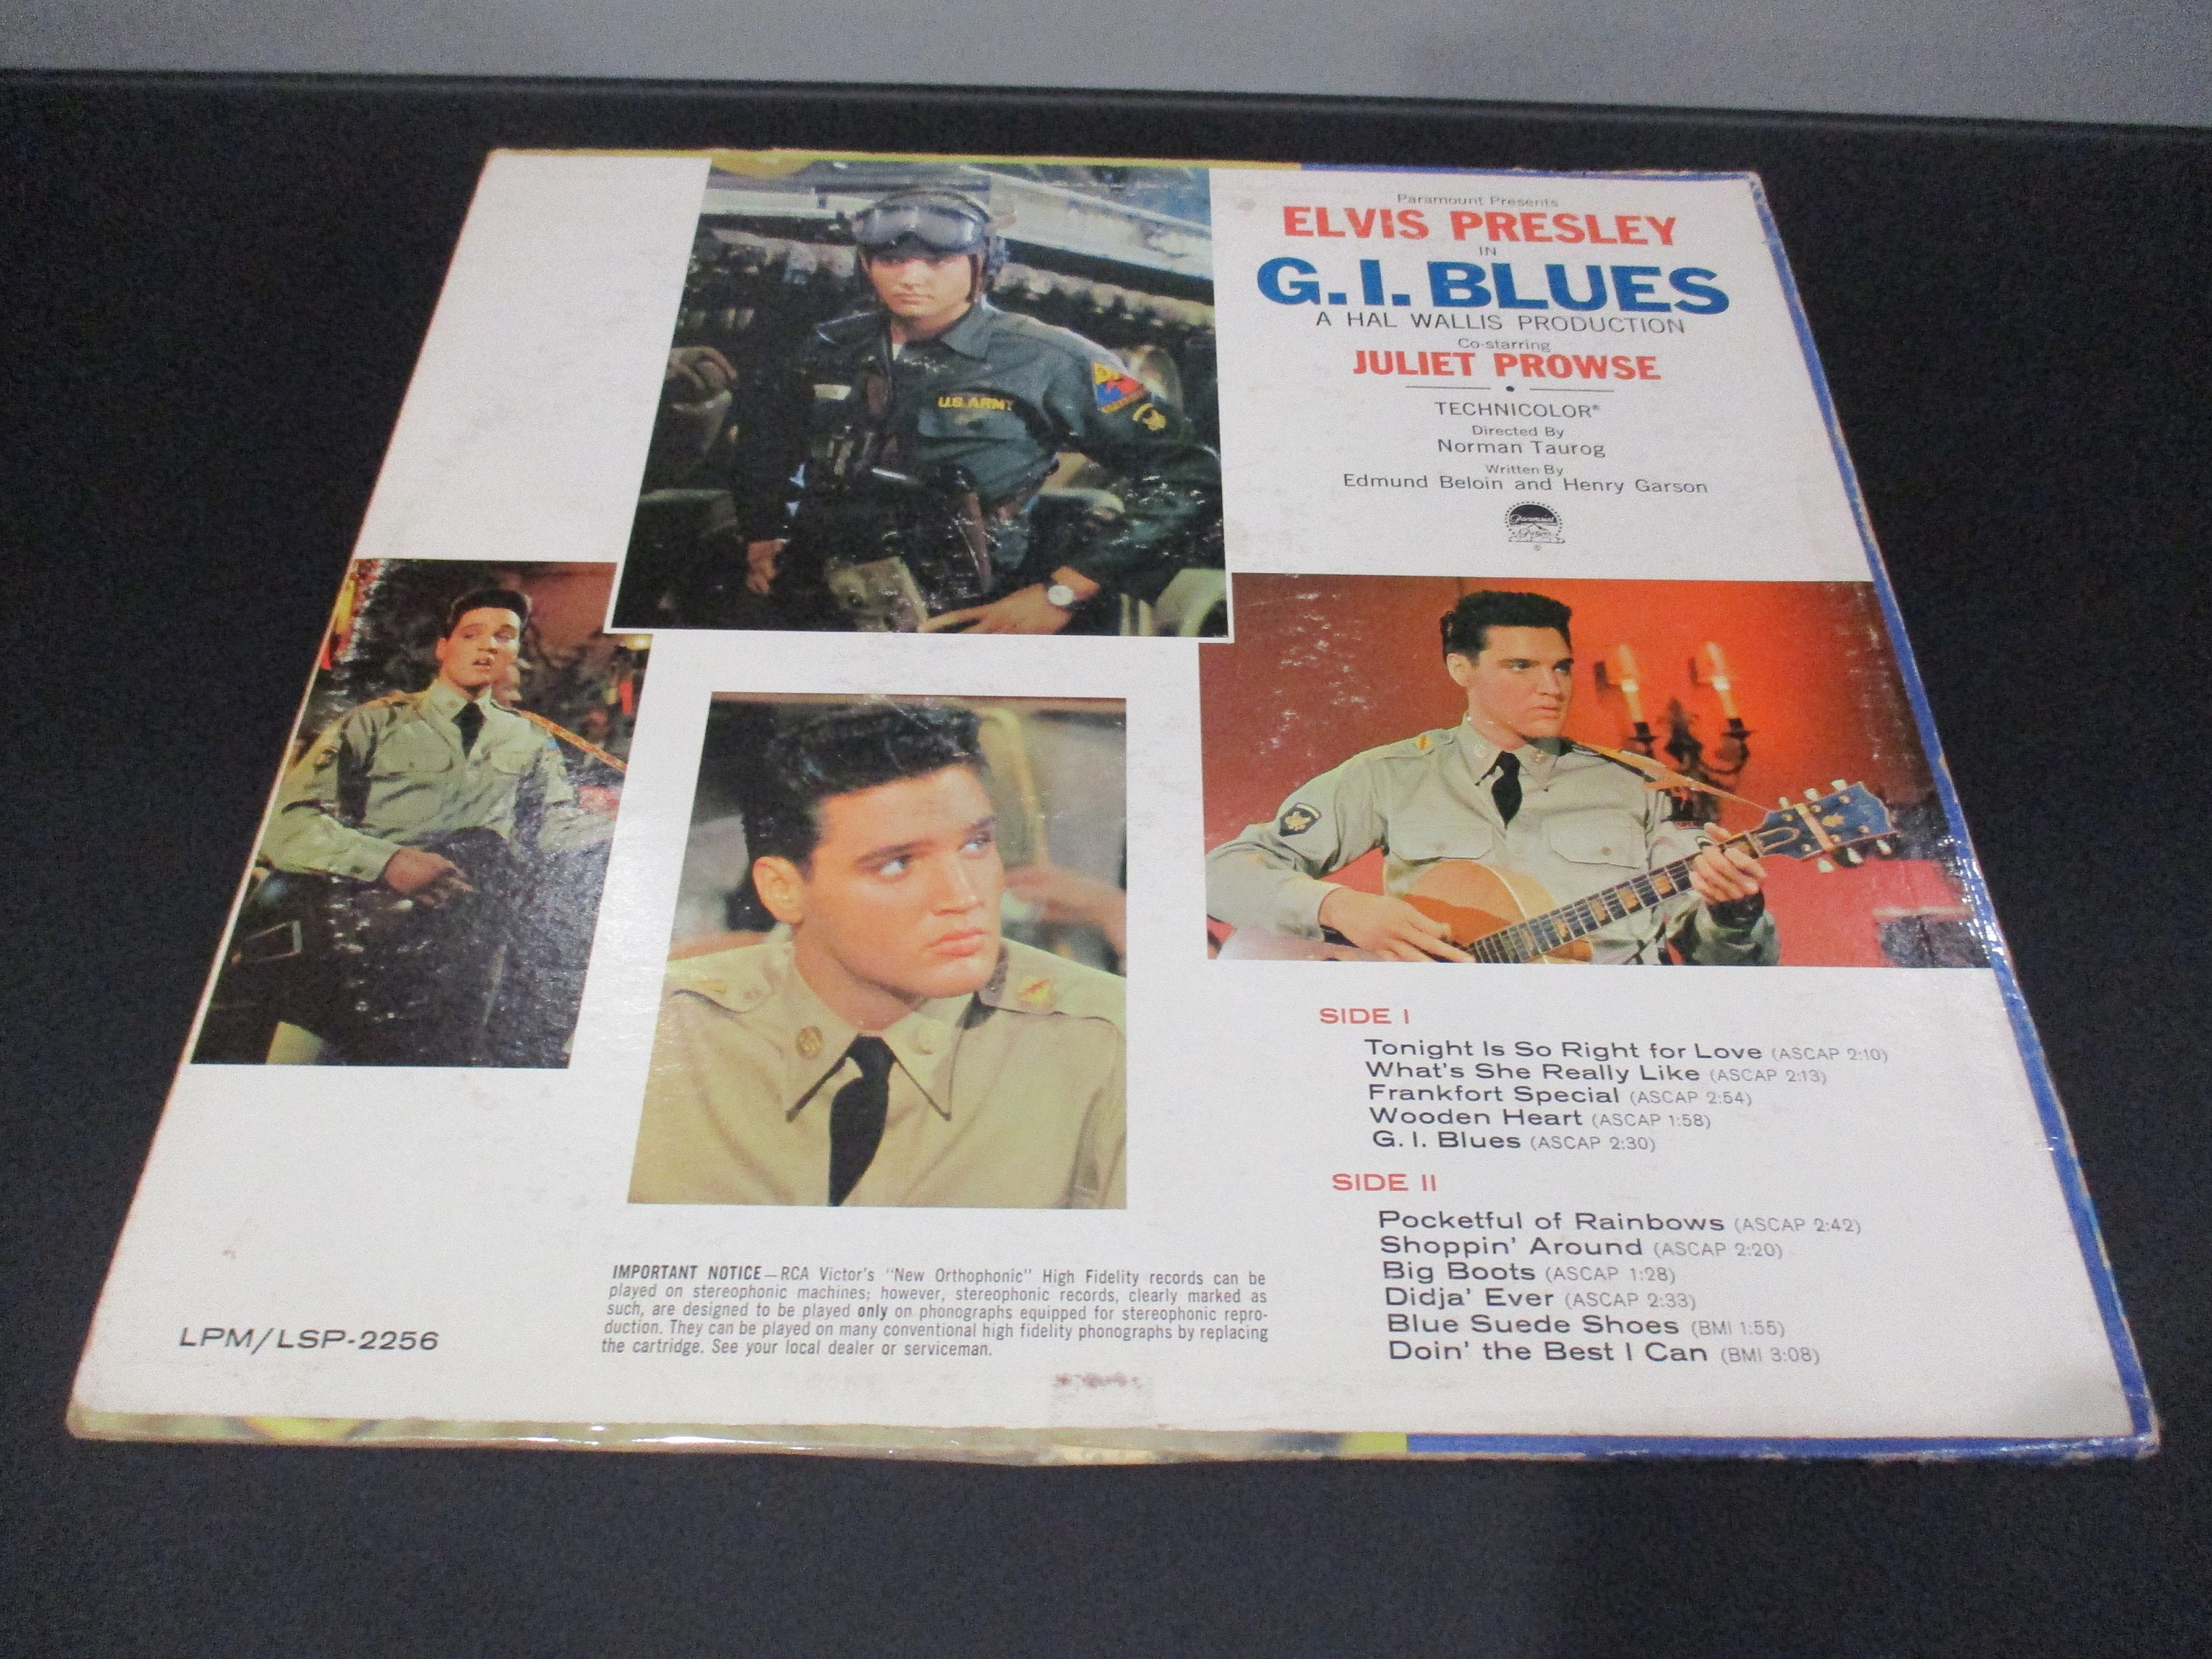 Paramount Presents
ELVIS PRESLEY
IN
G.I. BLUES
A HAL WALLIS PRODUCTION
Co-starring
JULIET PROWSE
TECHNICOLOR®
Directed By
Norman Taurog
Written By
Edmund Beloin and Henry Garson
Paramount
®
U.S. ARMY
SIDE I
Tonight Is So Right for Love (ASCAP 2:10)
What's She Really Like (ASCAP 2:13)
Frankfort Special (ASCAP 2:54)
Wooden Heart (ASCAP 1:58)
G. I. Blues (ASCAP 2:30)
SIDE II
Pocketful of Rainbows (ASCAP 2:42)
Shoppin' Around (ASCAP 2:20)
Big Boots (ASCAP 1:28)
Didja' Ever (ASCAP 2:33)
Blue Suede Shoes (BMI 1:55)
Doin' the Best I Can (BMI 3:08)
IMPORTANT NOTICE—RCA Victor's "New Orthophonic" High Fidelity records can be
played on stereophonic machines; however, stereophonic records, clearly marked as
such, are designed to be played only on phonographs equipped for stereophonic repro-
duction. They can be played on many conventional high fidelity phonographs by replacing
the cartridge. See your local dealer or serviceman.
LPM/LSP-2256